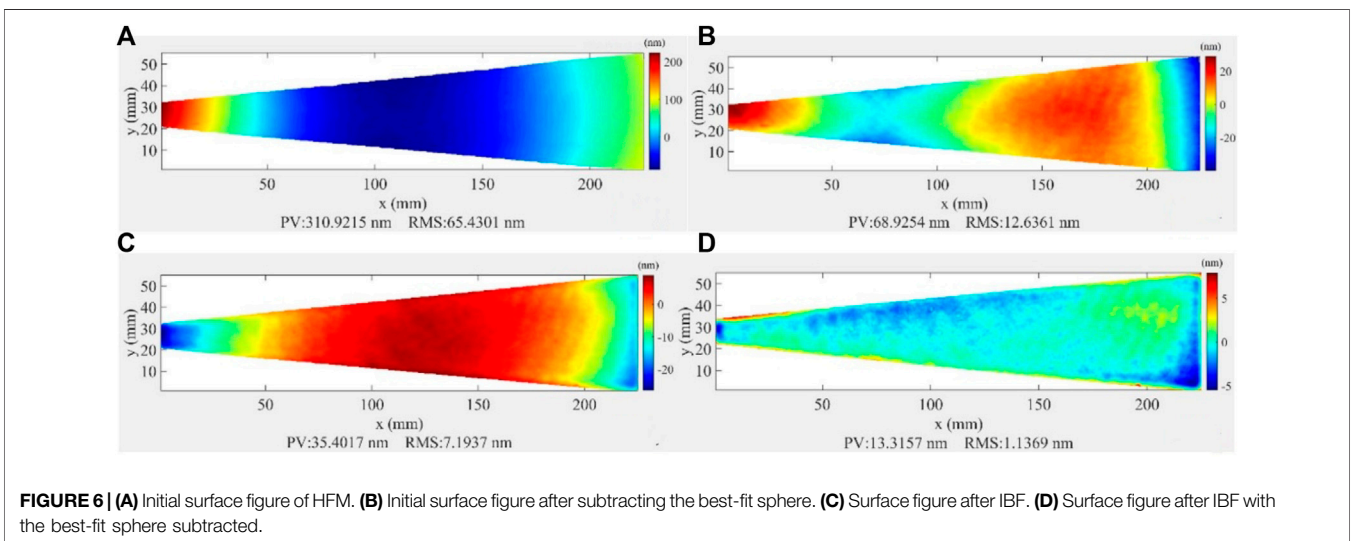 A
(nm)
50
40
30
20
10
y (mm)
200
100
0
50
100
150
200
x (mm)
PV:310.9215 nm RMS:65.4301 nm
B
(nm)
50
40
30
20
10
y (mm)
20
0
-20
50
100
150
200
x (mm)
PV:68.9254 nm RMS:12.6361 nm
C
(nm)
50
40
30
20
10
y (mm)
0
-10
-20
50
100
150
200
x (mm)
PV:35.4017 nm RMS:7.1937 nm
D
(nm)
50
40
30
20
10
y (mm)
5
0
-5
50
100
150
200
x (mm)
PV:13.3157 nm RMS:1.1369 nm
FIGURE 6 | (A) Initial surface figure of HFM. (B) Initial surface figure after subtracting the best-fit sphere. (C) Surface figure after IBF. (D) Surface figure after IBF with
the best-fit sphere subtracted.